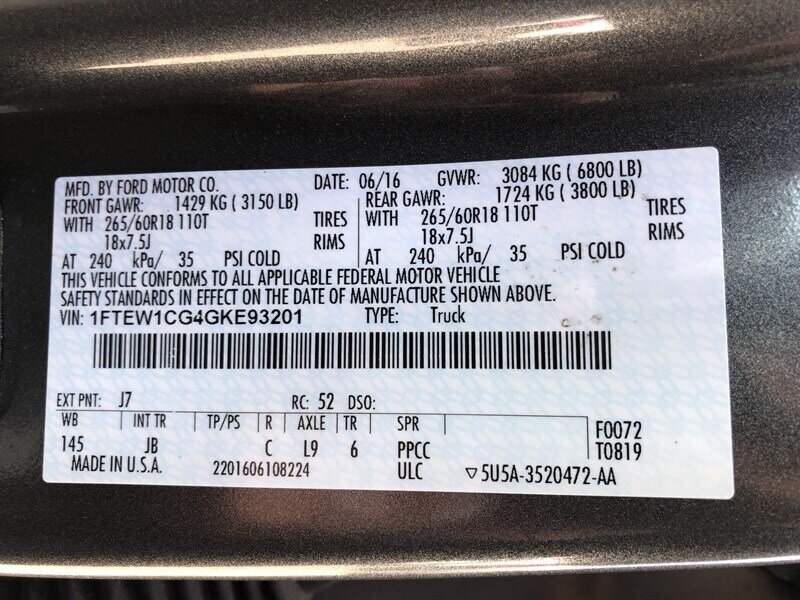 MFD. BY FORD MOTOR CO. DATE: 06/16 GVWR: 3084 KG ( 6800 LB)
FRONT GAWR: 1429 KG ( 3150 LB) REAR GAWR: 1724 KG ( 3800 LB)
WITH 265/60R18 110T TIRES WITH 265/60R18 110T TIRES
18x7.5J RIMS 18x7.5J RIMS
AT 240 kPa/ 35 PSI COLD AT 240 kPa/ 35 PSI COLD
THIS VEHICLE CONFORMS TO ALL APPLICABLE FEDERAL MOTOR VEHICLE
SAFETY STANDARDS IN EFFECT ON THE DATE OF MANUFACTURE SHOWN ABOVE.
VIN: 1FTEW1CG4GKE93201 TYPE: Truck
EXT PNT: J7 RC: 52 DSO:
WB INT TR TP/PS R AXLE TR SPR F0072
145 JB C L9 6 PPCC T0819
MADE IN U.S.A. 2201606108224 ULC ▽5U5A-3520472-AA